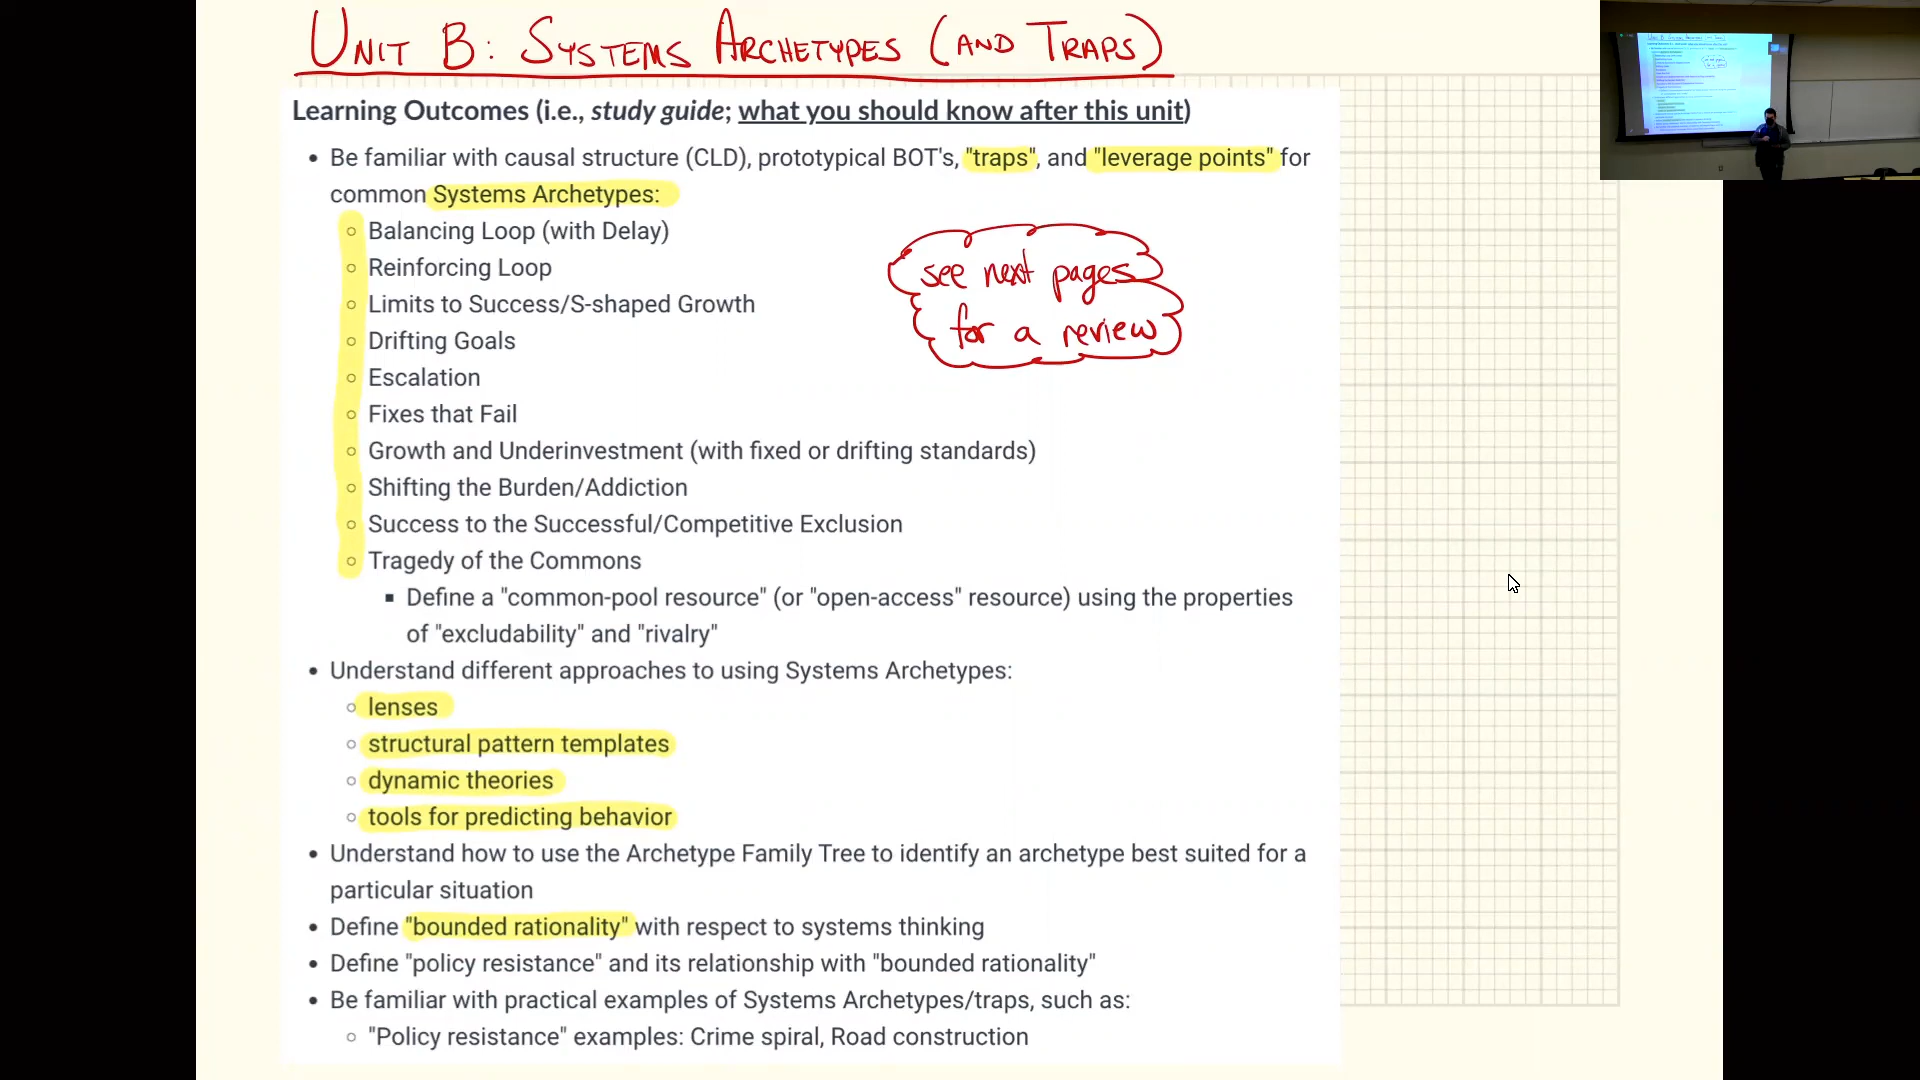 UNIT B: SYSTEMS ARCHETYPES (AND TRAPS)
Learning Outcomes (i.e., study guide; what you should know after this unit)
• Be familiar with causal structure (CLD), prototypical BOT's, "traps", and "leverage points" for
common Systems Archetypes:
○ Balancing Loop (with Delay)
○ Reinforcing Loop
○ Limits to Success/S-shaped Growth
○ Drifting Goals
○ Escalation
○ Fixes that Fail
○ Growth and Underinvestment (with fixed or drifting standards)
○ Shifting the Burden/Addiction
○ Success to the Successful/Competitive Exclusion
○ Tragedy of the Commons
▪ Define a "common-pool resource" (or "open-access" resource) using the properties
of "excludability" and "rivalry"
• Understand different approaches to using Systems Archetypes:
○ lenses
○ structural pattern templates
○ dynamic theories
○ tools for predicting behavior
• Understand how to use the Archetype Family Tree to identify an archetype best suited for a
particular situation
• Define "bounded rationality" with respect to systems thinking
• Define "policy resistance" and its relationship with "bounded rationality"
• Be familiar with practical examples of Systems Archetypes/traps, such as:
○ "Policy resistance" examples: Crime spiral, Road construction
see next pages
for a review